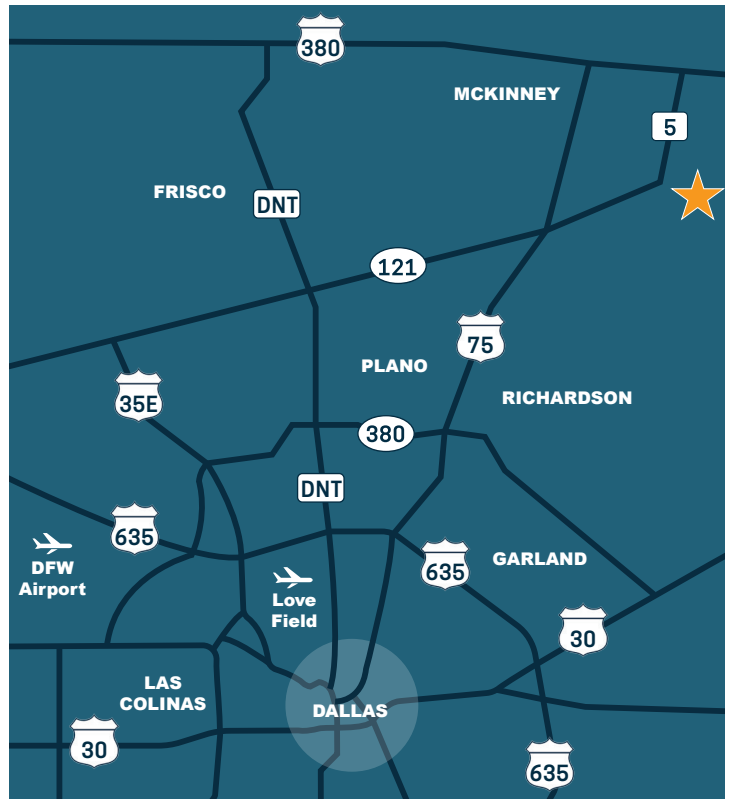 380
MCKINNEY
5
FRISCO
DNT
121
75
PLANO
35E
RICHARDSON
380
DNT
635
DFW
Airport
635
GARLAND
Love
Field
30
LAS
COLINAS
DALLAS
30
635